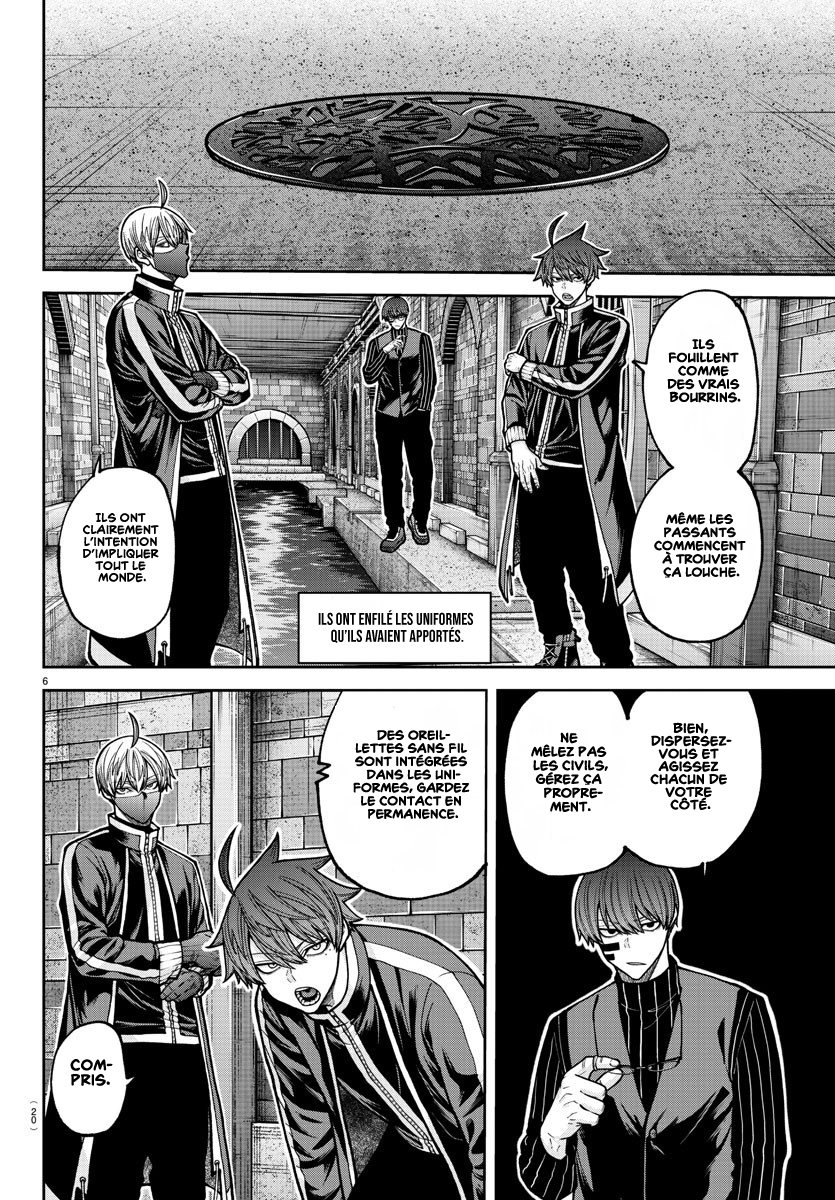 ILS
FOUILLENT
COMME
DES VRAIS
BOURRINS.
MÊME LES
PASSANTS
COMMENCENT
À TROUVER
ÇA LOUCHE.
ILS ONT
CLAIREMENT
L'INTENTION
D'IMPLIQUER
TOUT LE
MONDE.
ILS ONT ENFILÉ LES UNIFORMES
QU'ILS AVAIENT APPORTÉS.
6
BIEN,
DISPERSEZ-
VOUS ET
AGISSEZ
CHACUN DE
VOTRE
CÔTÉ.
NE
MÊLEZ PAS
LES CIVILS,
GÉREZ ÇA
PROPRE-
MENT.
DES OREIL-
LETTES SANS FIL
SONT INTÉGRÉES
DANS LES UNI-
FORMES, GARDEZ
LE CONTACT EN
PERMANENCE.
COM-
PRIS.
(20)